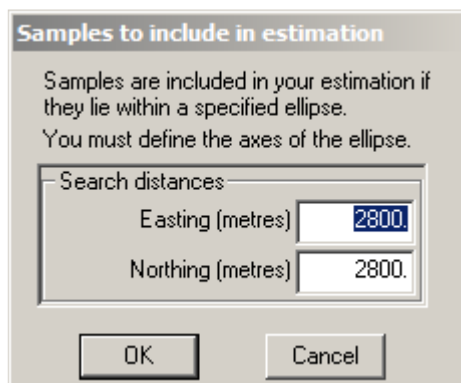 Samples to include in estimation
Samples are included in your estimation if
they lie within a specified ellipse.
You must define the axes of the ellipse.
Search distances
Easting (metres) 2800.
Northing (metres) 2800.
OK Cancel